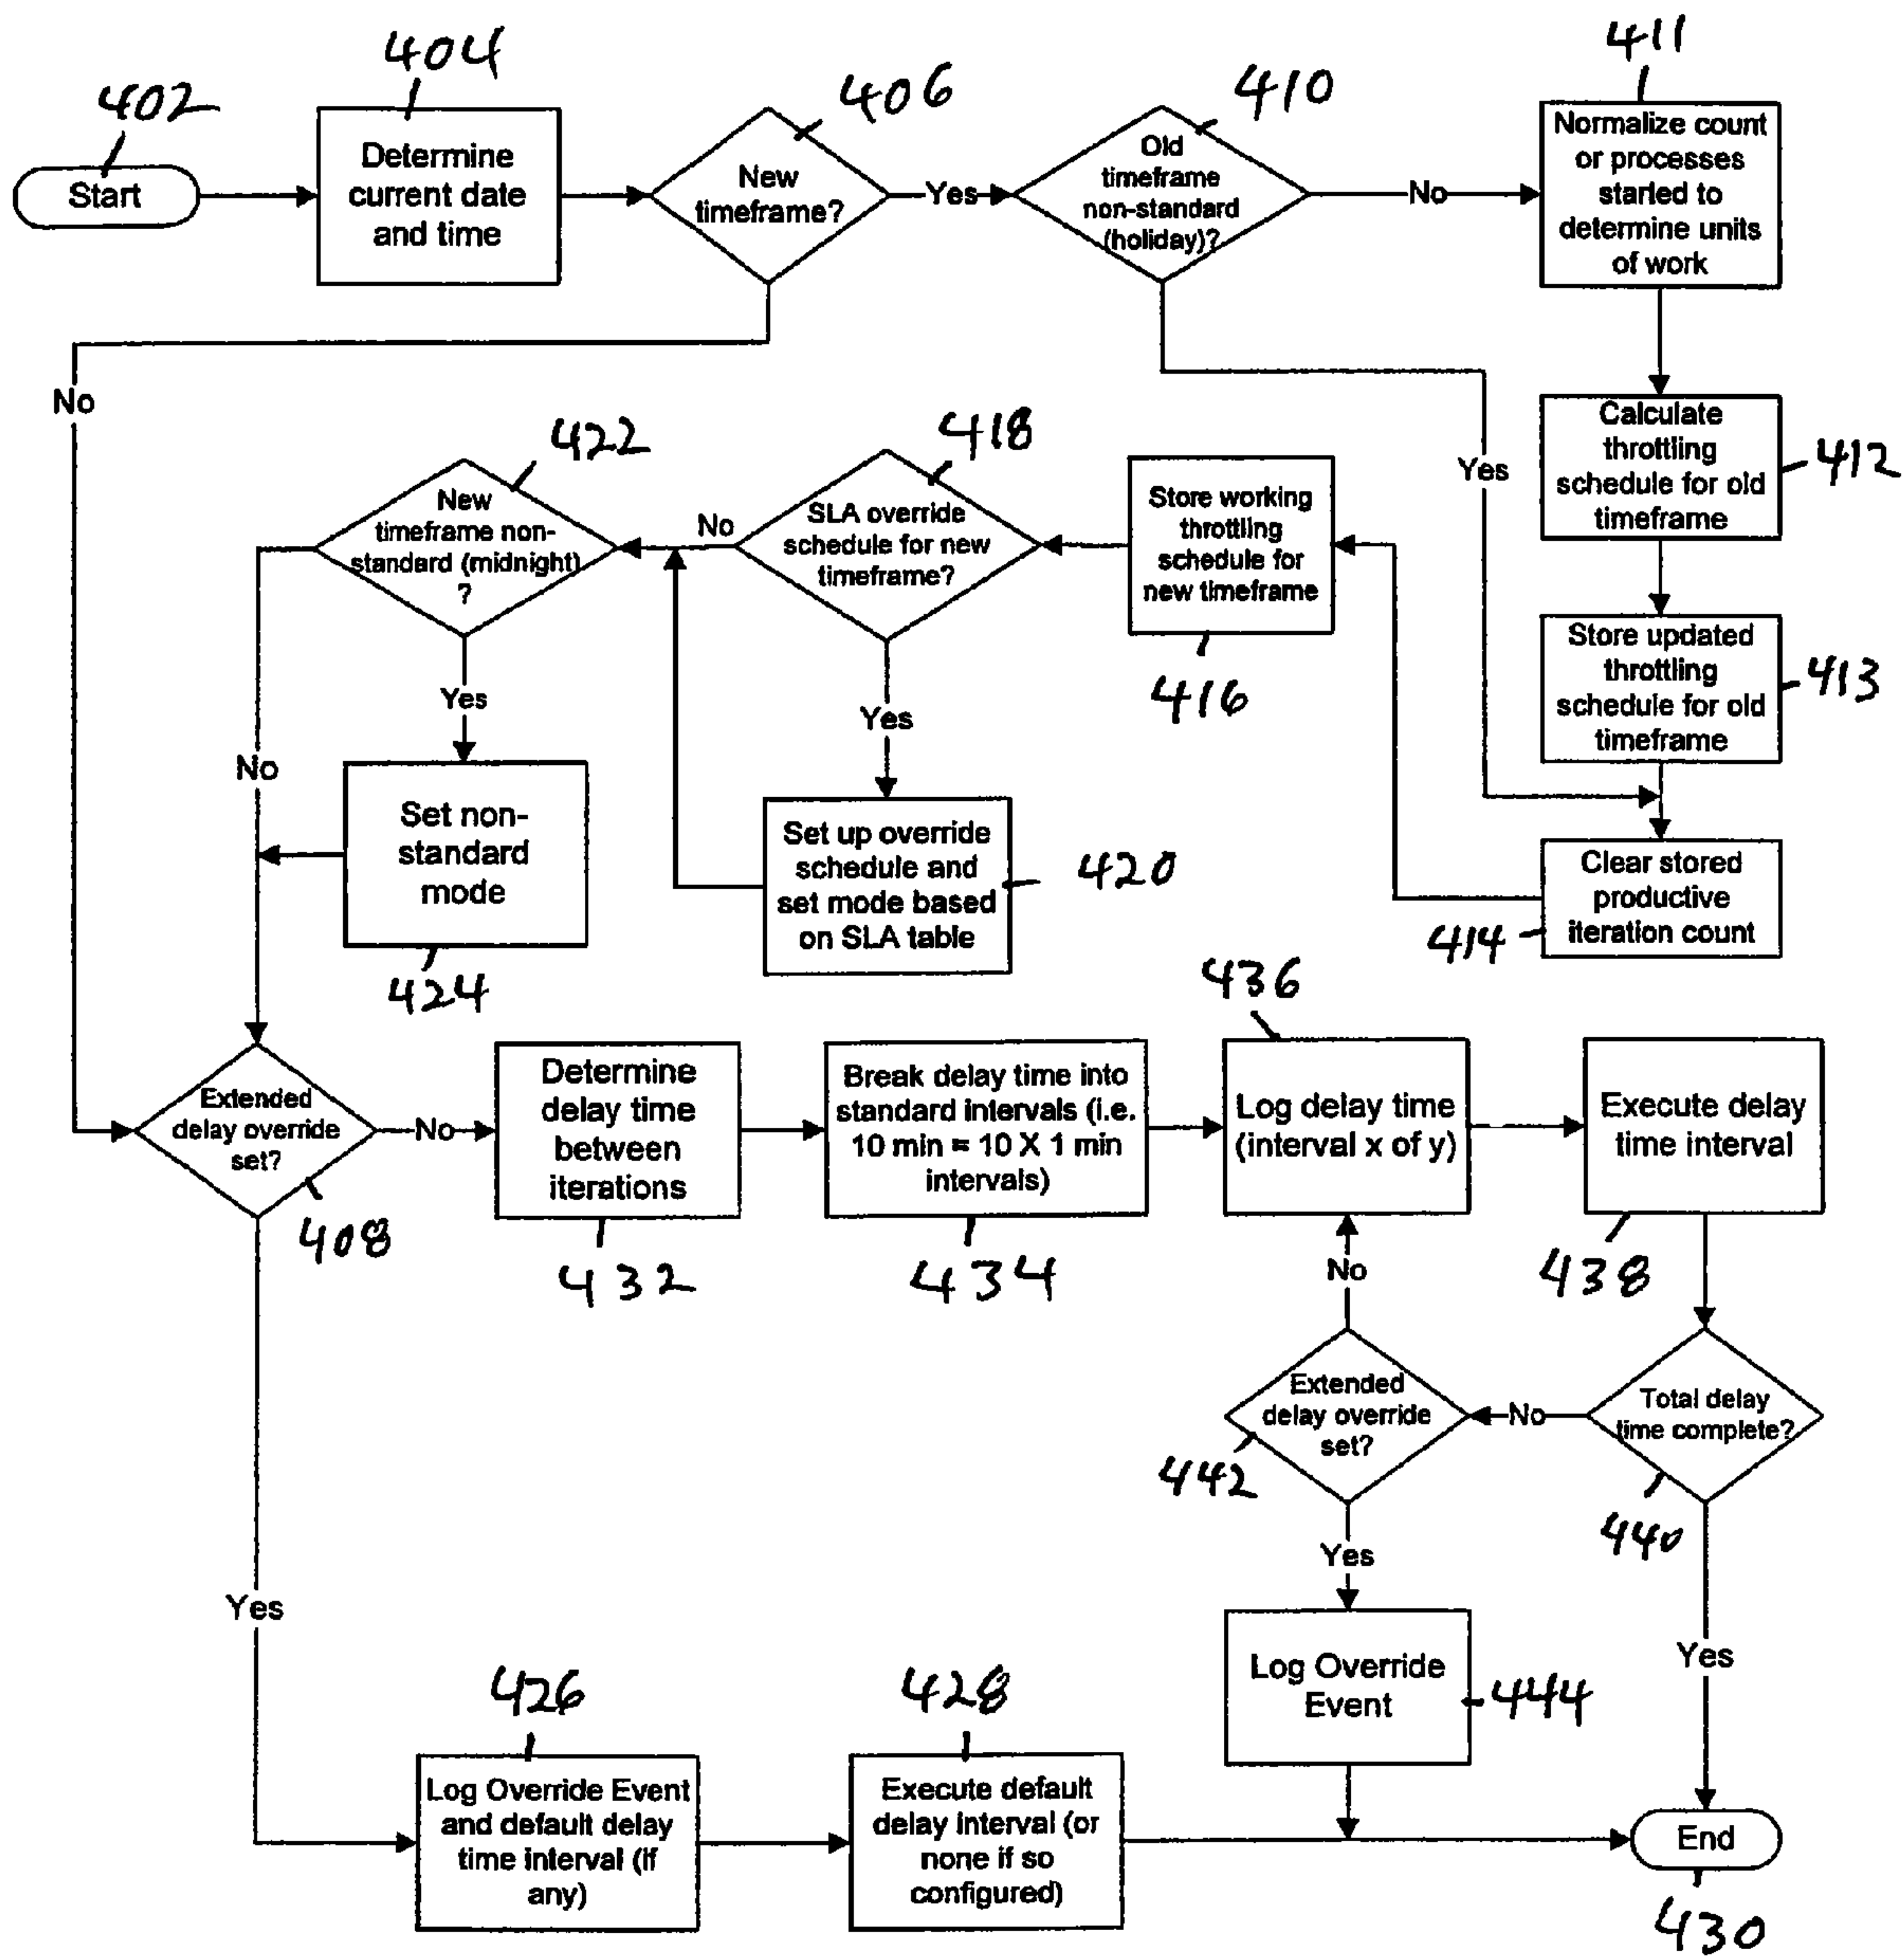 402
Start
404
Determine
current date
and time
406
New
timeframe?
Yes
No
410
Old
timeframe
non-standard
(holiday)?
No
Yes
411
Normalize count
or processes
started to
determine units
of work
Calculate
throttling
schedule for old
timeframe
412
Store updated
throttling
schedule for old
timeframe
413
Clear stored
productive
iteration count
414
Store working
throttling
schedule for
new timeframe
416
418
SLA override
schedule for new
timeframe?
No
Yes
Set up override
schedule and
set mode based
on SLA table
420
422
New
timeframe non-
standard (midnight)
?
Yes
No
Set non-
standard
mode
424
Extended
delay override
set?
408
No
Yes
Determine
delay time
between
iterations
432
Break delay time into
standard intervals (i.e.
10 min = 10 X 1 min
intervals)
434
436
Log delay time
(interval x of y)
Execute delay
time interval
438
Total delay
time complete?
440
No
Yes
Extended
delay override
set?
442
No
Yes
Log Override
Event
444
426
Log Override Event
and default delay
time interval (if
any)
428
Execute default
delay interval (or
none if so
configured)
End
430